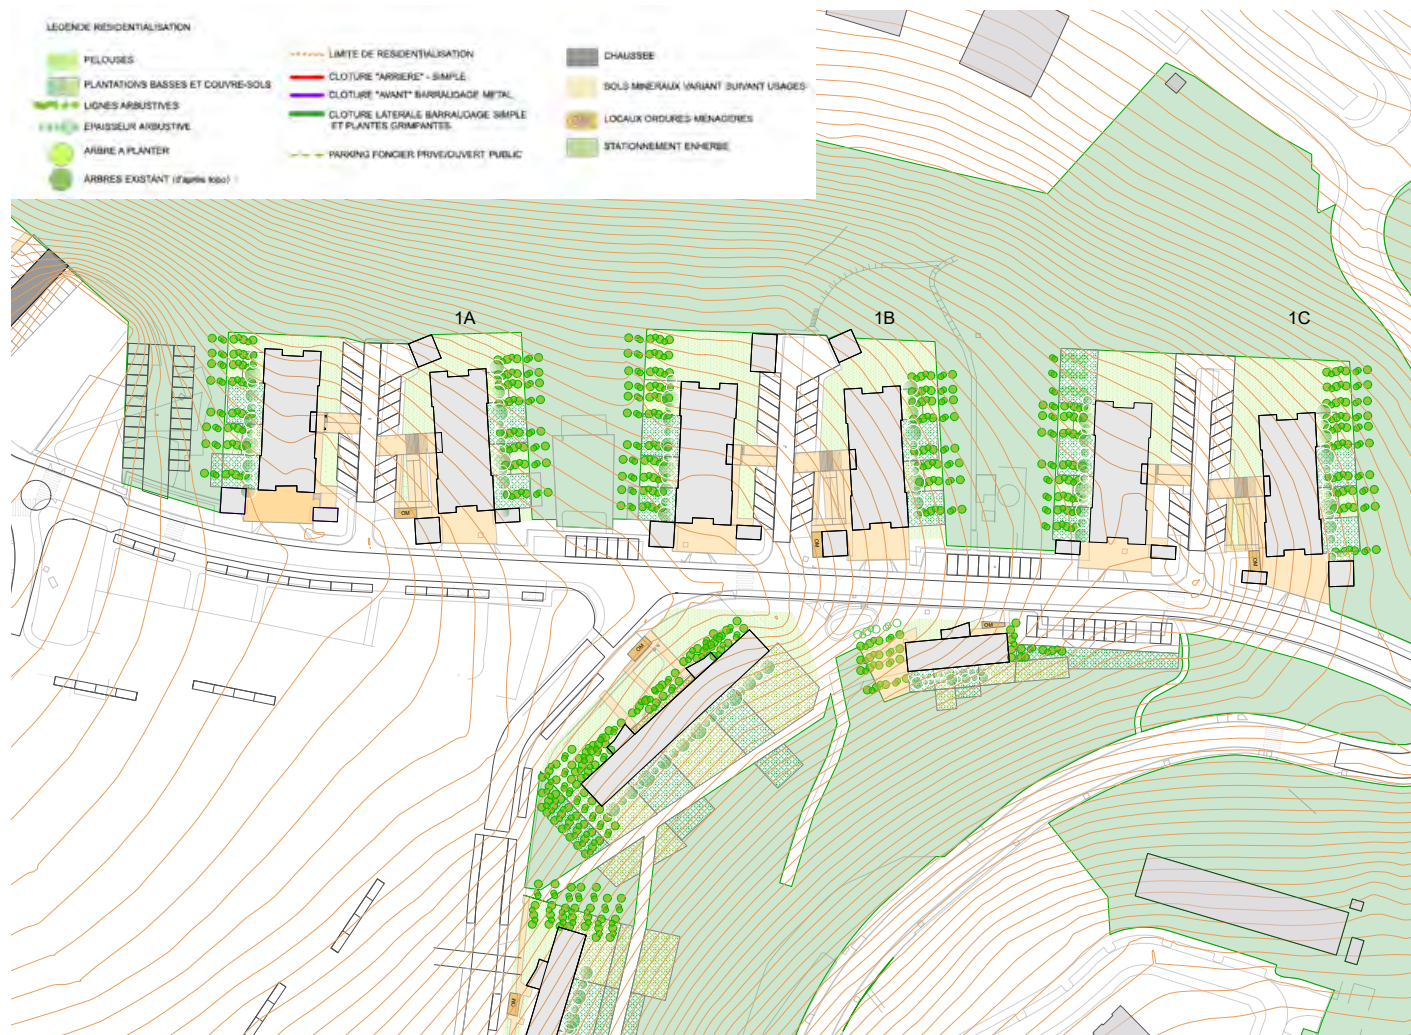 LEGENDE RESIDENTIALISATION
PELOUSES
PLANTATIONS BASSES ET COUVRE-SOLS
LIGNES ARBUSTIVES
EPAISSEUR ARBUSTIVE
ARBRE A PLANTER
ARBRES EXISTANT (d'après topo)
LIMITE DE RESIDENTIALISATION
CLOTURE "ARRIERE" - SIMPLE
CLOTURE "AVANT" BARRAUDAGE METAL
CLOTURE LATERALE BARRAUDAGE SIMPLE
ET PLANTES GRIMPANTES
PARKING FONCIER PRIVE/OUVERT PUBLIC
CHAUSSEE
SOLS MINERAUX VARIANT SUIVANT USAGES
LOCAUX ORDURES MENAGERES
STATIONNEMENT ENHERBE
1A
1B
1C
OM
OM
OM
OM
OM
OM